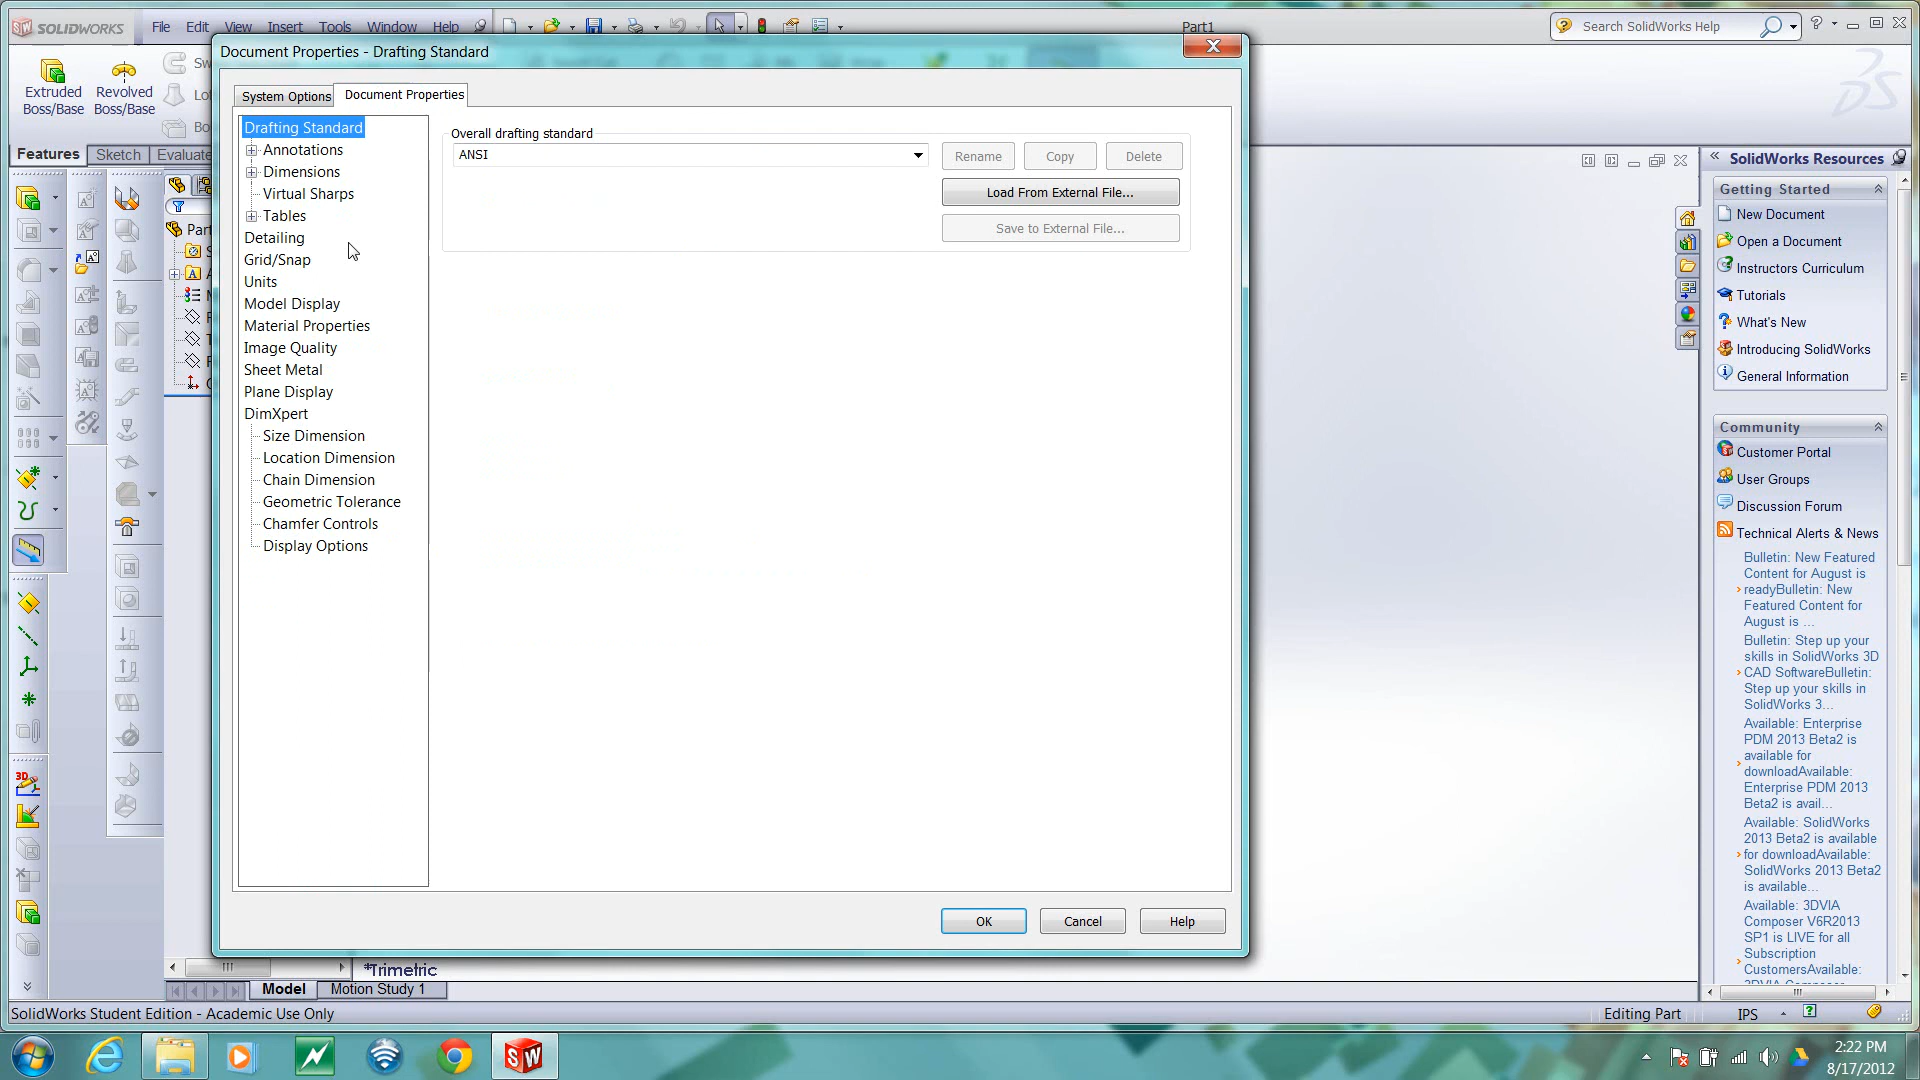 SOLIDWORKS
File Edit View Insert Tools Window Help
Part1
Search SolidWorks Help
Document Properties - Drafting Standard
Extruded
Boss/Base
Revolved
Boss/Base
Sw
Lof
Bo
Features Sketch Evaluate
System Options Document Properties
Drafting Standard
Annotations
Dimensions
Virtual Sharps
Tables
Detailing
Grid/Snap
Units
Model Display
Material Properties
Image Quality
Sheet Metal
Plane Display
DimXpert
Size Dimension
Location Dimension
Chain Dimension
Geometric Tolerance
Chamfer Controls
Display Options
Overall drafting standard
ANSI
Rename Copy Delete
Load From External File...
Save to External File...
OK Cancel Help
Part
*Trimetric
Model Motion Study 1
SolidWorks Student Edition - Academic Use Only
Editing Part IPS
SolidWorks Resources
Getting Started
New Document
Open a Document
Instructors Curriculum
Tutorials
What's New
Introducing SolidWorks
General Information
Community
Customer Portal
User Groups
Discussion Forum
Technical Alerts & News
Bulletin: New Featured
Content for August is
readyBulletin: New
Featured Content for
August is ...
Bulletin: Step up your
skills in SolidWorks 3D
CAD SoftwareBulletin:
Step up your skills in
SolidWorks 3...
Available: Enterprise
PDM 2013 Beta2 is
available for
downloadAvailable:
Enterprise PDM 2013
Beta2 is avail...
Available: SolidWorks
2013 Beta2 is available
for downloadAvailable:
SolidWorks 2013 Beta2
is available...
Available: 3DVIA
Composer V6R2013
SP1 is LIVE for all
Subscription
CustomersAvailable:
2:22 PM
8/17/2012